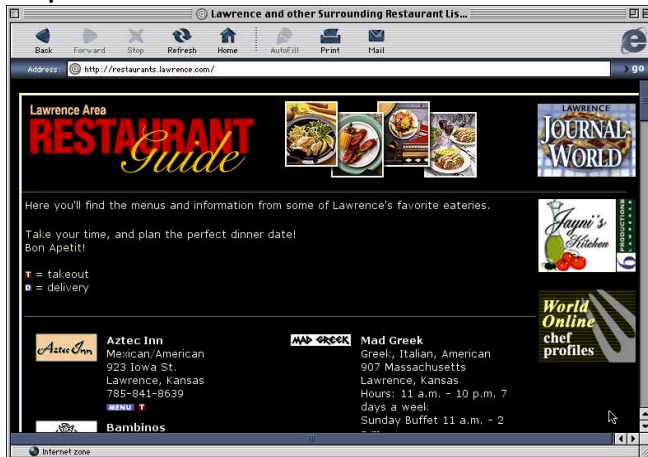 Lawrence and other Surrounding Restaurant Lis...
Back Forward Stop Refresh Home AutoFill Print Mail
Address: http://restaurants.lawrence.com/ go
Lawrence Area
RESTAURANT
Guide
LAWRENCE
JOURNAL-
WORLD
Here you'll find the menus and information from some of Lawrence's favorite eateries.
Take your time, and plan the perfect dinner date!
Bon Apetit!
T = takeout
D = delivery
Jayni's
Kitchen
PRODUCTIONS
LAWRENCE
6
World
Online
chef
profiles
Aztec Inn
Aztec Inn
Mexican/American
923 Iowa St.
Lawrence, Kansas
785-841-8639
MENU T
Bambinos
MAD GREEK
Mad Greek
Greek, Italian, American
907 Massachusetts
Lawrence, Kansas
Hours: 11 a.m. - 10 p.m. 7
days a week
Sunday Buffet 11 a.m. - 2
Internet zone